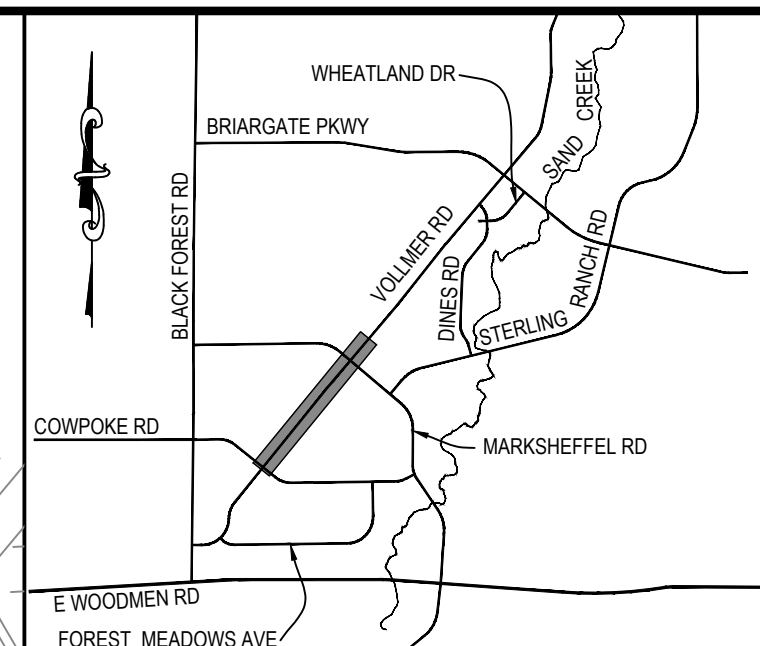 WHEATLAND DR
SAND CREEK
BRIARGATE PKWY
BLACK FOREST RD
VOLLMER RD
DINES RD
STERLING RANCH RD
COWPOKE RD
MARKSHEFFEL RD
E WOODMEN RD
FOREST MEADOWS AVE